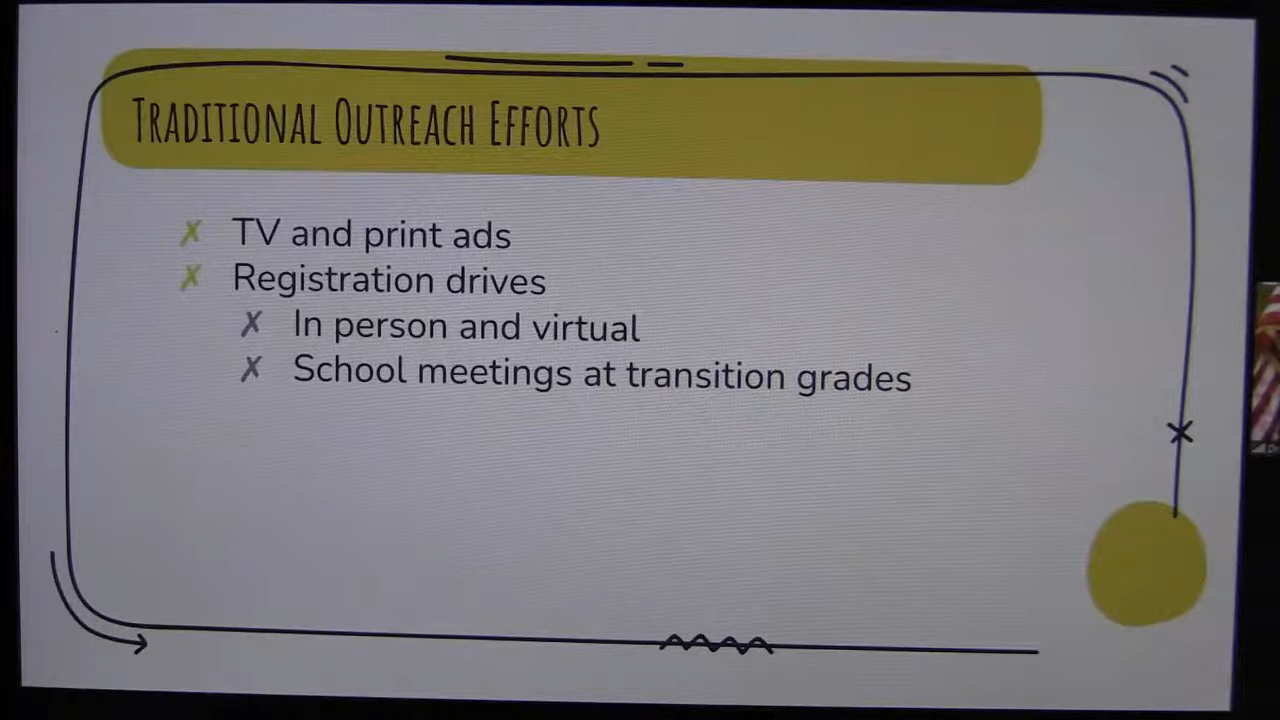 Traditional Outreach Efforts
✗ TV and print ads
✗ Registration drives
✗ In person and virtual
✗ School meetings at transition grades